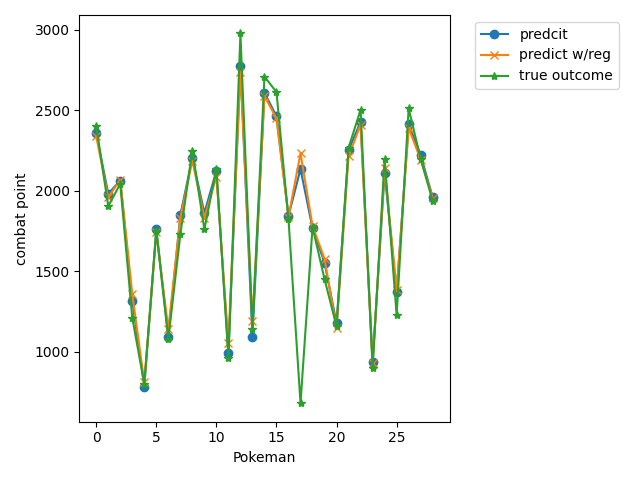 3000
2500
2000
1500
1000
combat point
0 5 10 15 20 25
Pokeman
predcit
predict w/reg
true outcome